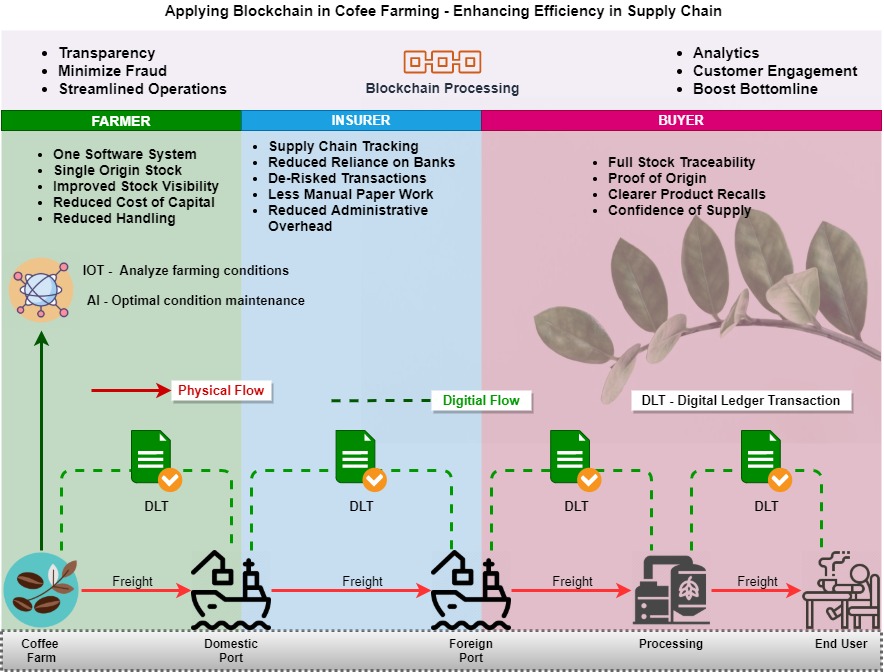 Applying Blockchain in Cofee Farming - Enhancing Efficiency in Supply Chain
Transparency
Minimize Fraud
Streamlined Operations
Blockchain Processing
Analytics
Customer Engagement
Boost Bottomline
FARMER
INSURER
BUYER
One Software System
Single Origin Stock
Improved Stock Visibility
Reduced Cost of Capital
Reduced Handling
Supply Chain Tracking
Reduced Reliance on Banks
De-Risked Transactions
Less Manual Paper Work
Reduced Administrative
Overhead
Full Stock Traceability
Proof of Origin
Clearer Product Recalls
Confidence of Supply
IOT - Analyze farming conditions
AI - Optimal condition maintenance
Physical Flow
Digitial Flow
DLT - Digital Ledger Transaction
DLT
DLT
DLT
DLT
Freight
Freight
Freight
Freight
Coffee
Farm
Domestic
Port
Foreign
Port
Processing
End User